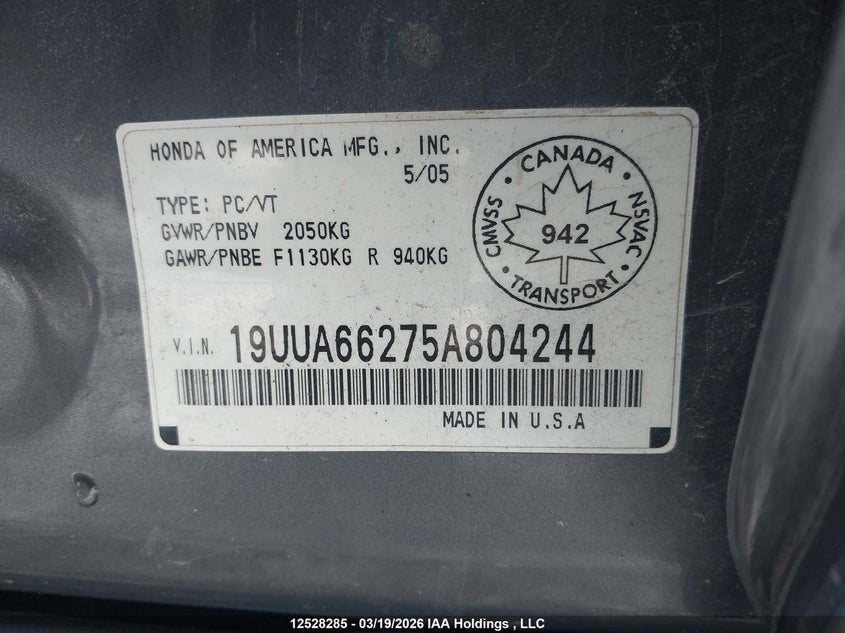 HONDA OF AMERICA MFG., INC.
5/05
TYPE: PC/VT
GVWR/PNBV 2050KG
GAWR/PNBE F1130KG R 940KG
CANADA
CMVSS
NSVAC
942
TRANSPORT
V.I.N. 19UUA66275A804244
MADE IN U.S.A
12528285 - 03/19/2026 IAA Holdings , LLC